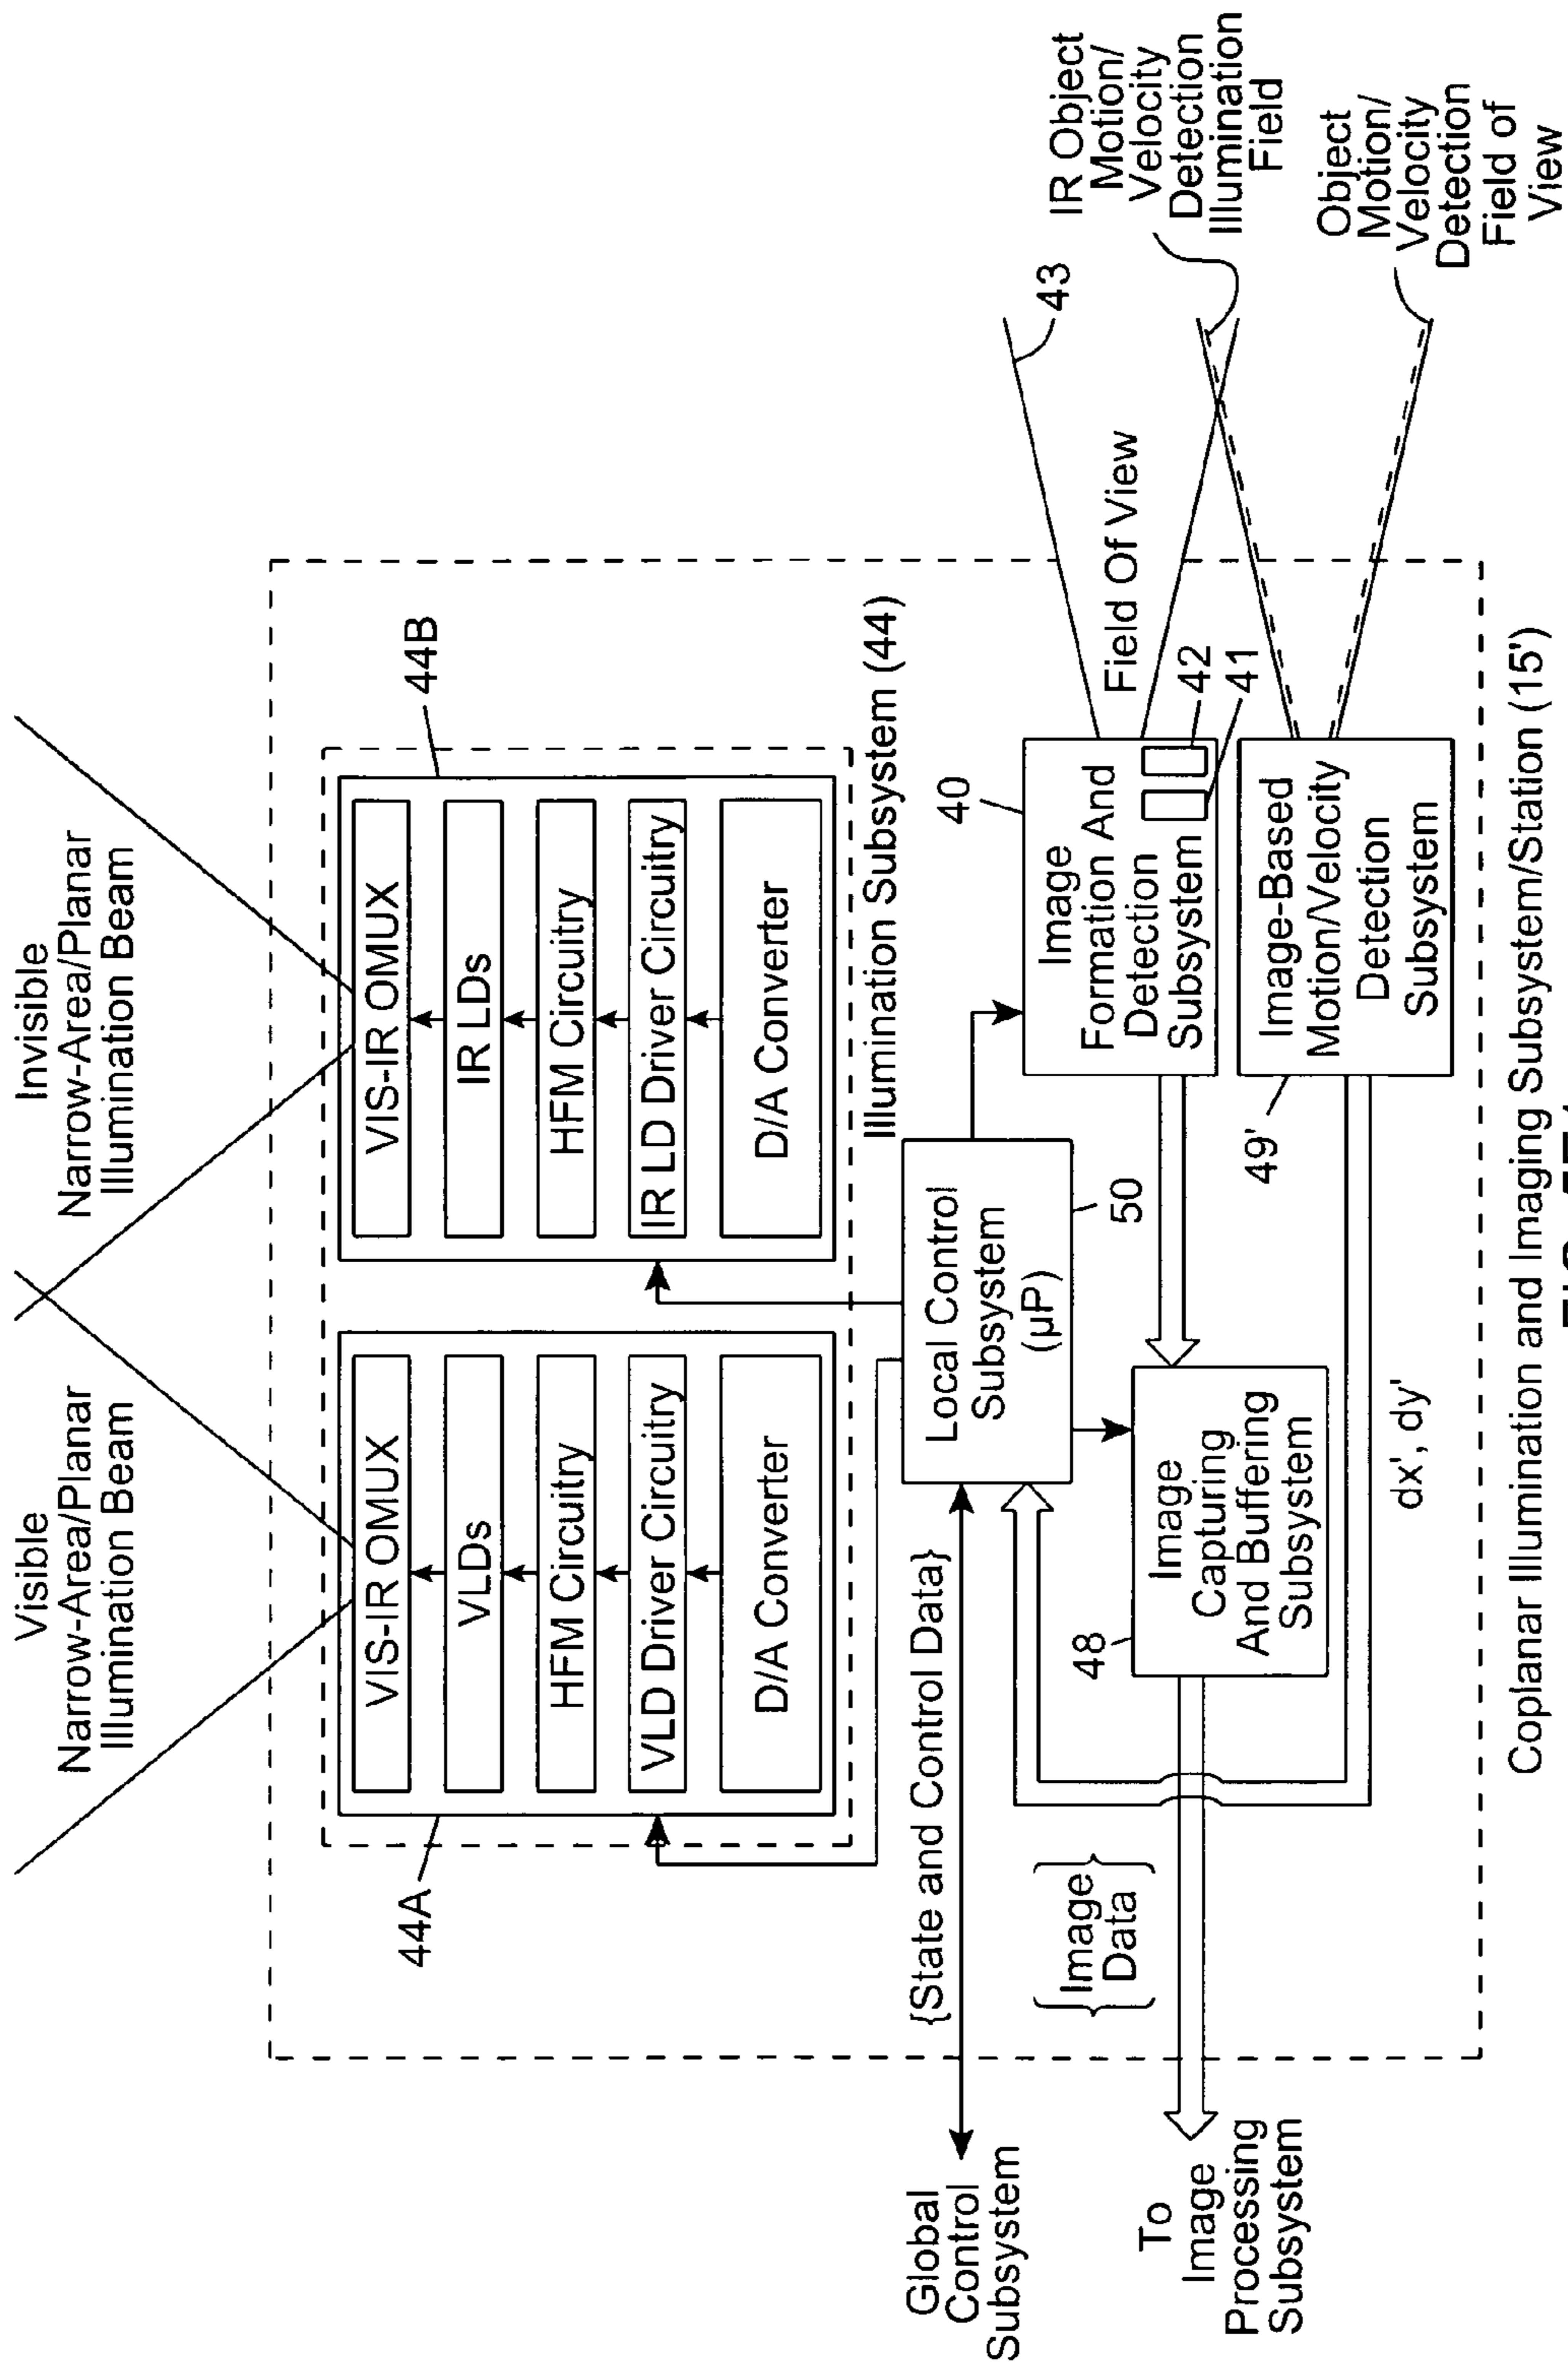 Visible
Narrow-Area/Planar
Illumination Beam
Invisible
Narrow-Area/Planar
Illumination Beam
44A
VIS-IR OMUX
VLDs
HFM Circuitry
VLD Driver Circuitry
D/A Converter
44B
VIS-IR OMUX
IR LDs
HFM Circuitry
IR LD Driver Circuitry
D/A Converter
Illumination Subsystem (44)
Global
Control
Subsystem
{State and Control Data}
Local Control
Subsystem
(µP)
50
40
Image
Formation And
Detection
Subsystem
42
41
Field Of View
43
IR Object
Motion/
Velocity
Detection
Illumination
Field
To
Image
Processing
Subsystem
{Image
Data}
48
Image
Capturing
And Buffering
Subsystem
49'
Image-Based
Motion/Velocity
Detection
Subsystem
Object
Motion/
Velocity
Detection
Field of
View
dx', dy'
Coplanar Illumination and Imaging Subsystem/Station (15')